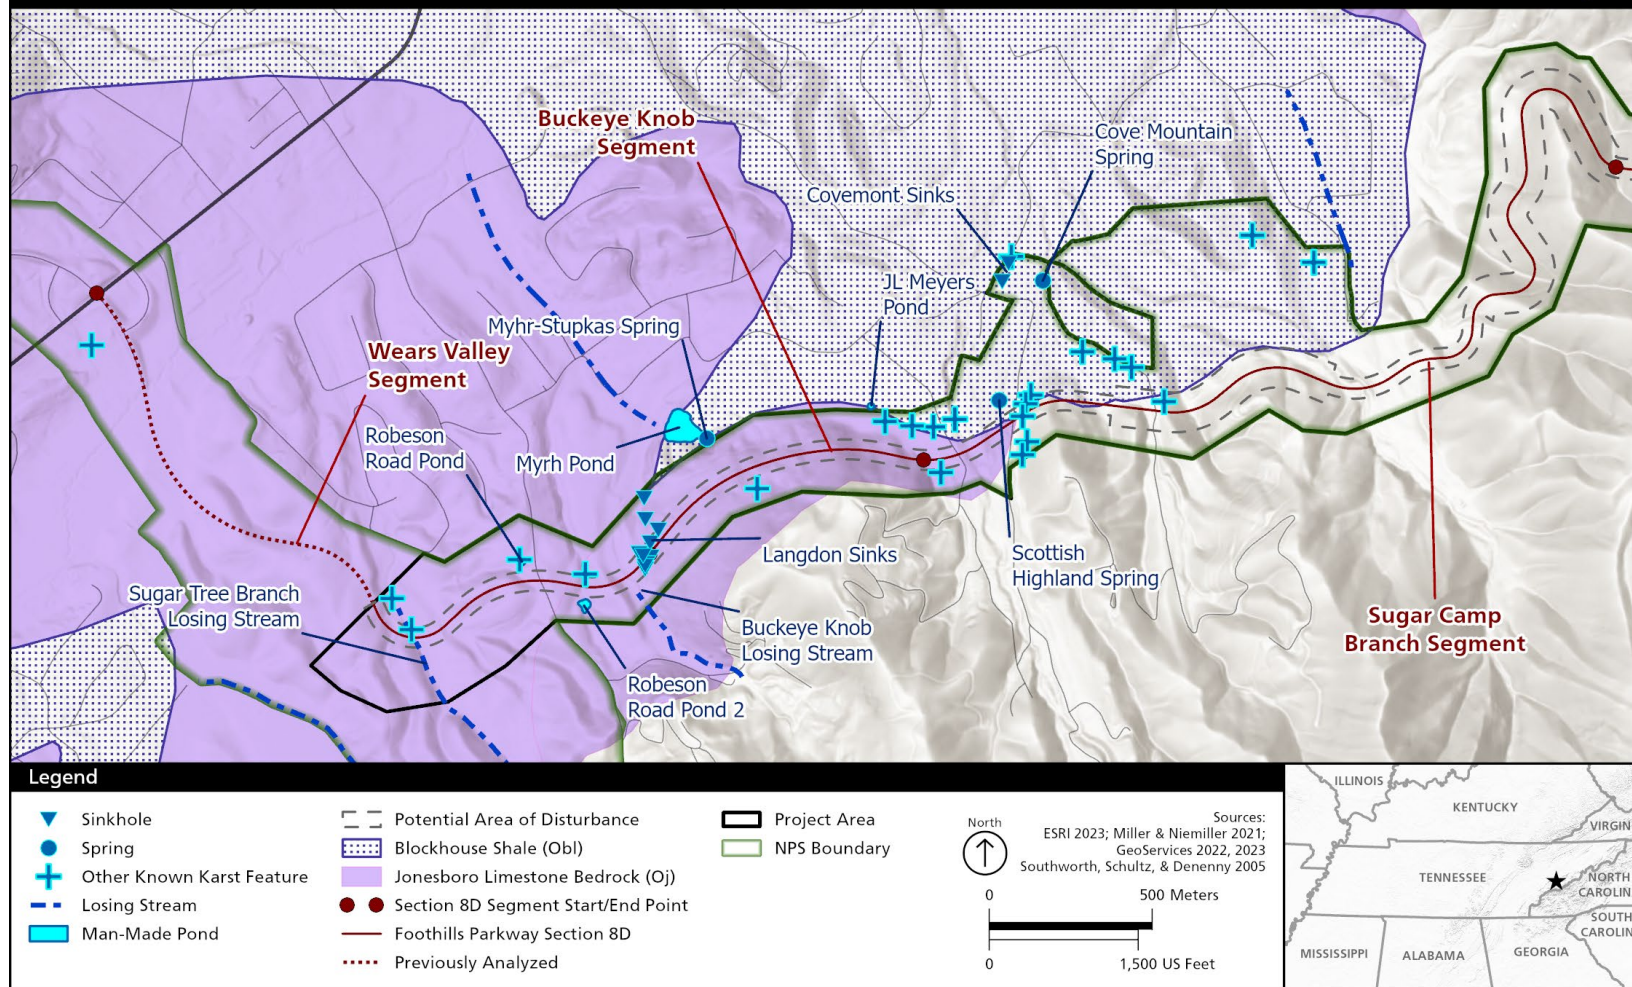 Buckeye Knob
Segment
Cove Mountain
Spring
Covemont Sinks
JL Meyers
Pond
Myhr-Stupkas Spring
Wears Valley
Segment
Robeson
Road Pond
Myrh Pond
Langdon Sinks
Scottish
Highland Spring
Sugar Tree Branch
Losing Stream
Buckeye Knob
Losing Stream
Sugar Camp
Branch Segment
Robeson
Road Pond 2
Legend
Sinkhole
Spring
Other Known Karst Feature
Losing Stream
Man-Made Pond
Potential Area of Disturbance
Blockhouse Shale (Obl)
Jonesboro Limestone Bedrock (Oj)
Section 8D Segment Start/End Point
Foothills Parkway Section 8D
Previously Analyzed
Project Area
NPS Boundary
North
Sources:
ESRI 2023; Miller & Niemiller 2021;
GeoServices 2022, 2023
Southworth, Schultz, & Denenny 2005
0 500 Meters
0 1,500 US Feet
ILLINOIS
KENTUCKY
VIRGIN
TENNESSEE
NORTH
CAROLIN
SOUTH
CAROLIN
MISSISSIPPI
ALABAMA
GEORGIA